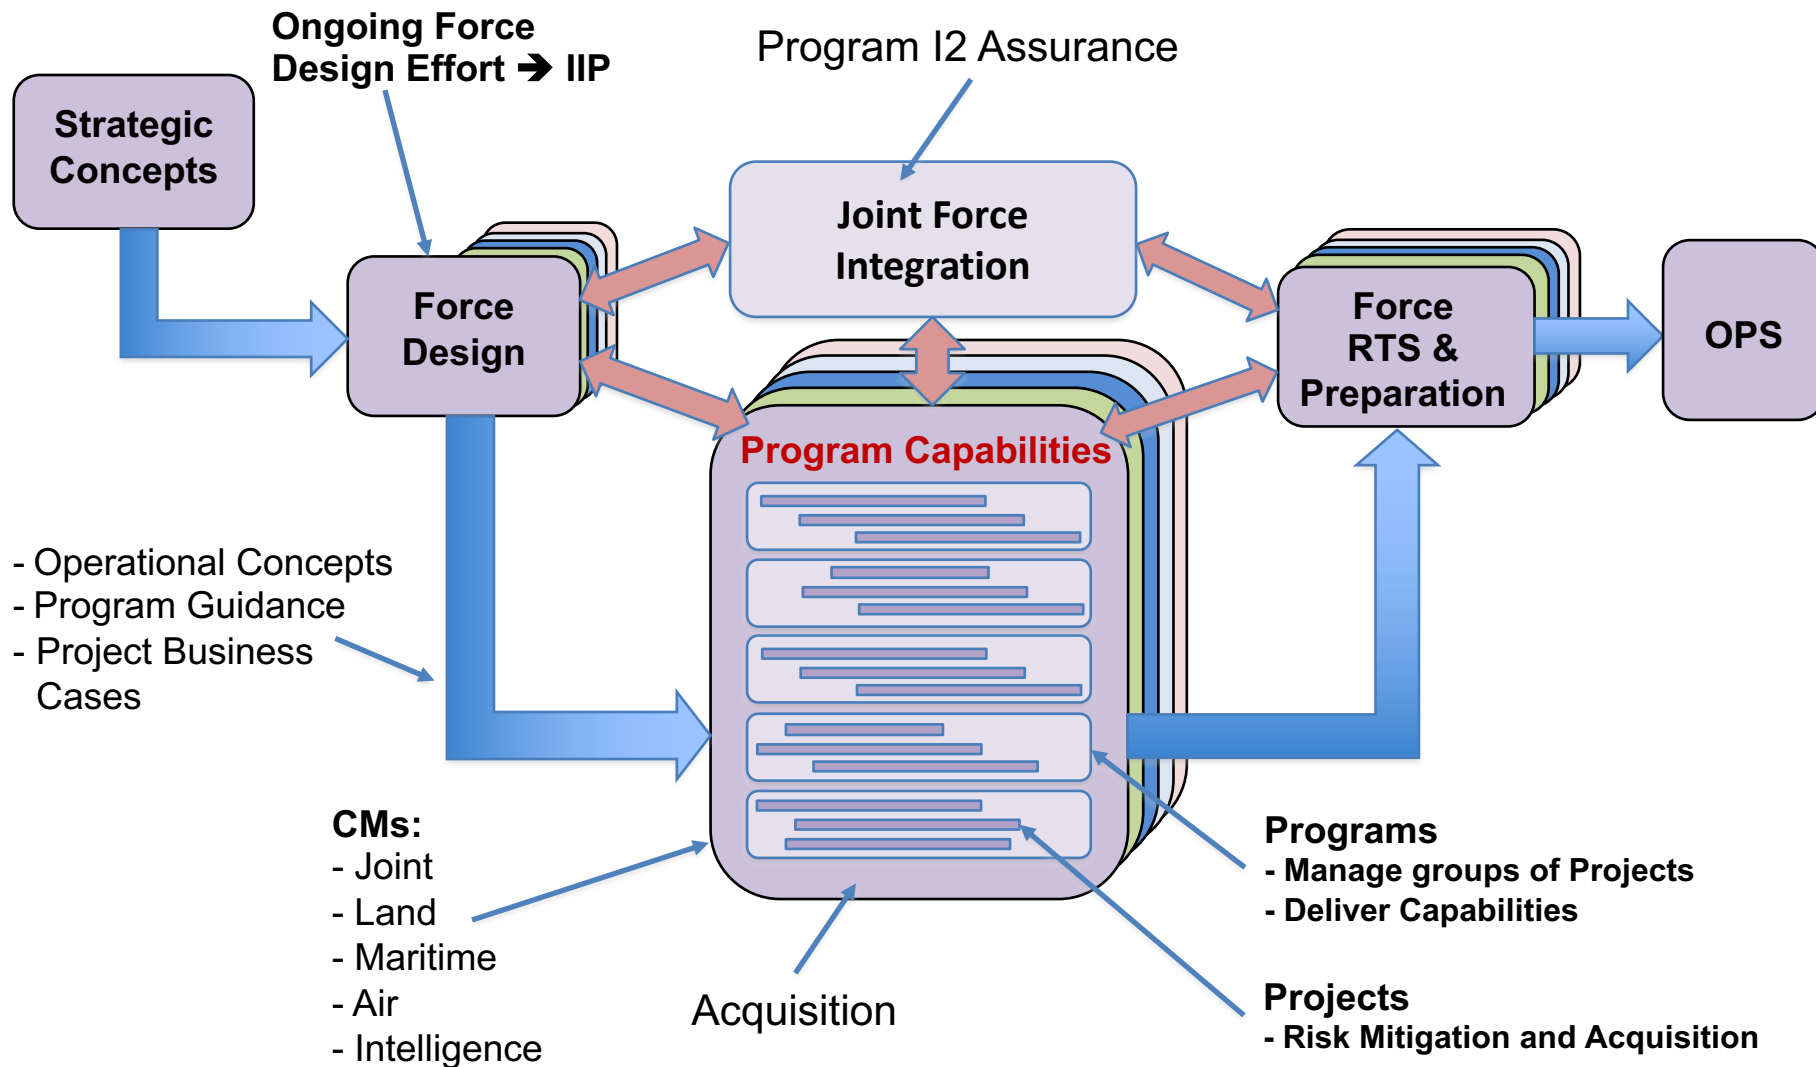 Ongoing Force
Design Effort ➔ IIP
Program I2 Assurance
Strategic
Concepts
Joint Force
Integration
Force
Design
Force
RTS &
Preparation
OPS
Program Capabilities
- Operational Concepts
- Program Guidance
- Project Business
Cases
CMs:
- Joint
- Land
- Maritime
- Air
- Intelligence
Acquisition
Programs
- Manage groups of Projects
- Deliver Capabilities
Projects
- Risk Mitigation and Acquisition